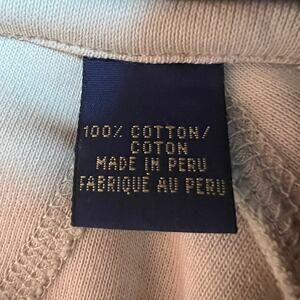 100% COTTON/
COTON
MADE IN PERU
FABRIQUÉ AU PERU